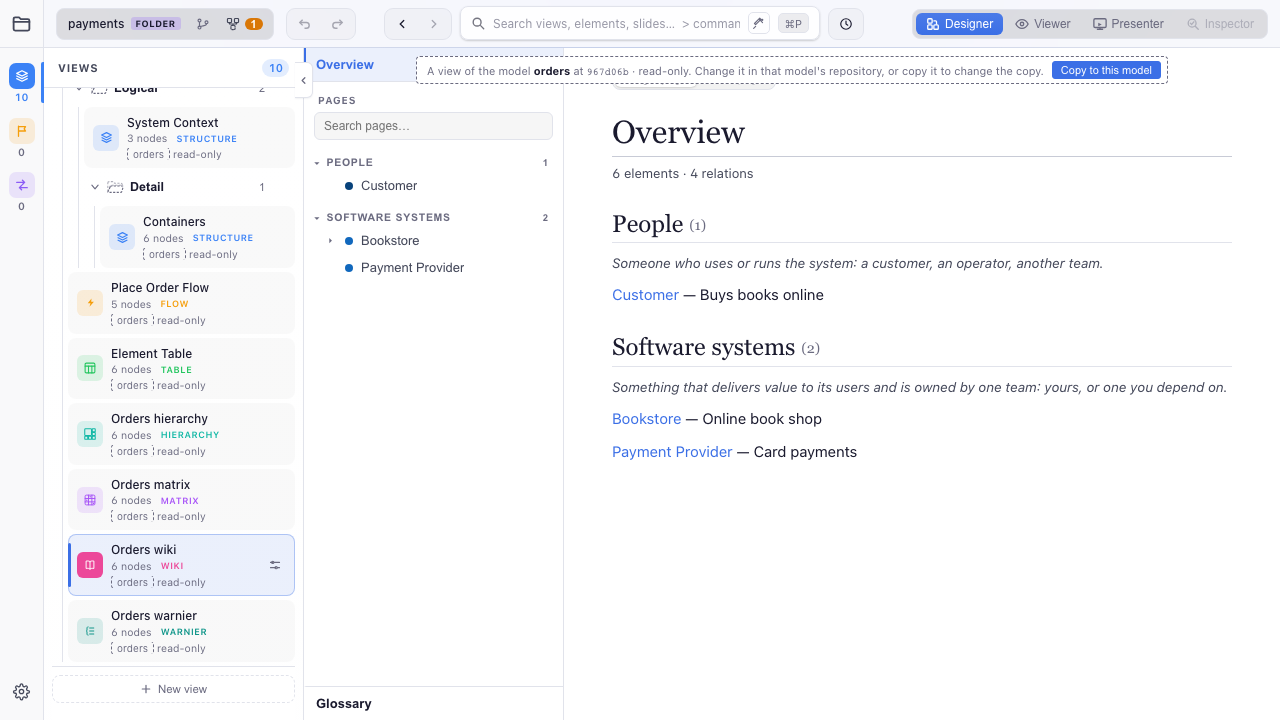 payments FOLDER 1
Search views, elements, slides... > comman ⌘P
Designer Viewer Presenter Inspector
10
0
0
VIEWS 10
Logical 2
System Context
3 nodes STRUCTURE
orders read-only
Detail 1
Containers
6 nodes STRUCTURE
orders read-only
Place Order Flow
5 nodes FLOW
orders read-only
Element Table
6 nodes TABLE
orders read-only
Orders hierarchy
6 nodes HIERARCHY
orders read-only
Orders matrix
6 nodes MATRIX
orders read-only
Orders wiki
6 nodes WIKI
orders read-only
Orders warnier
6 nodes WARNIER
orders read-only
New view
Overview
PAGES
Search pages...
PEOPLE 1
Customer
SOFTWARE SYSTEMS 2
Bookstore
Payment Provider
Glossary
A view of the model orders at 967d06b · read-only. Change it in that model's repository, or copy it to change the copy. Copy to this model
Overview
6 elements · 4 relations
People (1)
Someone who uses or runs the system: a customer, an operator, another team.
Customer — Buys books online
Software systems (2)
Something that delivers value to its users and is owned by one team: yours, or one you depend on.
Bookstore — Online book shop
Payment Provider — Card payments